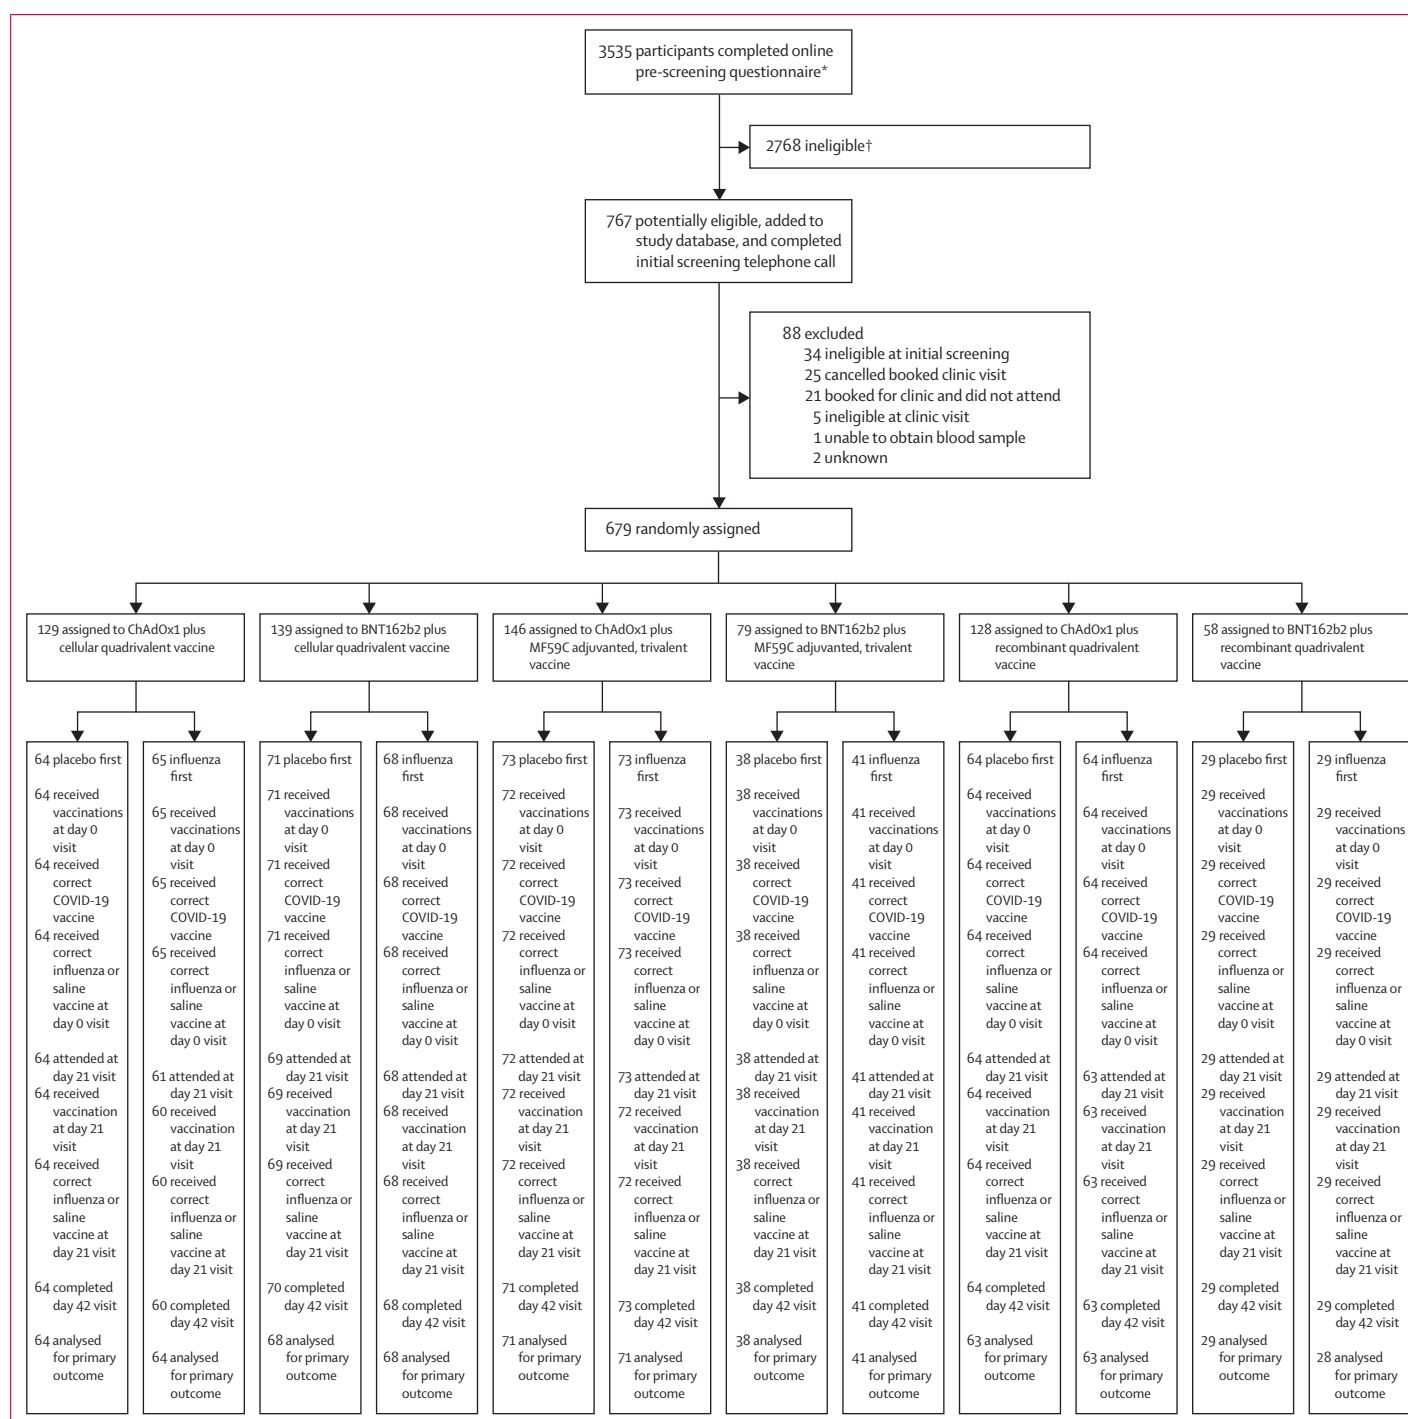 3535 participants completed online
pre-screening questionnaire*
2768 ineligible†
767 potentially eligible, added to
study database, and completed
initial screening telephone call
88 excluded
34 ineligible at initial screening
25 cancelled booked clinic visit
21 booked for clinic and did not attend
5 ineligible at clinic visit
1 unable to obtain blood sample
2 unknown
679 randomly assigned
129 assigned to ChAdOx1 plus
cellular quadrivalent vaccine
139 assigned to BNT162b2 plus
cellular quadrivalent vaccine
146 assigned to ChAdOx1 plus
MF59C adjuvanted, trivalent
vaccine
79 assigned to BNT162b2 plus
MF59C adjuvanted, trivalent
vaccine
128 assigned to ChAdOx1 plus
recombinant quadrivalent
vaccine
58 assigned to BNT162b2 plus
recombinant quadrivalent
vaccine
64 placebo first
64 received
vaccinations
at day 0
visit
64 received
correct
COVID-19
vaccine
64 received
correct
influenza or
saline
vaccine at
day 0 visit
64 attended at
day 21 visit
64 received
vaccination
at day 21
visit
64 received
correct
influenza or
saline
vaccine at
day 21 visit
64 completed
day 42 visit
64 analysed
for primary
outcome
65 influenza
first
65 received
vaccinations
at day 0
visit
65 received
correct
COVID-19
vaccine
65 received
correct
influenza or
saline
vaccine at
day 0 visit
61 attended at
day 21 visit
60 received
vaccination
at day 21
visit
60 received
correct
influenza or
saline
vaccine at
day 21 visit
60 completed
day 42 visit
64 analysed
for primary
outcome
71 placebo first
71 received
vaccinations
at day 0
visit
71 received
correct
COVID-19
vaccine
71 received
correct
influenza or
saline
vaccine at
day 0 visit
69 attended at
day 21 visit
69 received
vaccination
at day 21
visit
69 received
correct
influenza or
saline
vaccine at
day 21 visit
70 completed
day 42 visit
68 analysed
for primary
outcome
68 influenza
first
68 received
vaccinations
at day 0
visit
68 received
correct
COVID-19
vaccine
68 received
correct
influenza or
saline
vaccine at
day 0 visit
68 attended at
day 21 visit
68 received
vaccination
at day 21
visit
68 received
correct
influenza or
saline
vaccine at
day 21 visit
68 completed
day 42 visit
68 analysed
for primary
outcome
73 placebo first
72 received
vaccinations
at day 0
visit
72 received
correct
COVID-19
vaccine
72 received
correct
influenza or
saline
vaccine at
day 0 visit
72 attended at
day 21 visit
72 received
vaccination
at day 21
visit
72 received
correct
influenza or
saline
vaccine at
day 21 visit
71 completed
day 42 visit
71 analysed
for primary
outcome
73 influenza
first
73 received
vaccinations
at day 0
visit
73 received
correct
COVID-19
vaccine
73 received
correct
influenza or
saline
vaccine at
day 0 visit
73 attended at
day 21 visit
72 received
vaccination
at day 21
visit
72 received
correct
influenza or
saline
vaccine at
day 21 visit
73 completed
day 42 visit
71 analysed
for primary
outcome
38 placebo first
38 received
vaccinations
at day 0
visit
38 received
correct
COVID-19
vaccine
38 received
correct
influenza or
saline
vaccine at
day 0 visit
38 attended at
day 21 visit
38 received
vaccination
at day 21
visit
38 received
correct
influenza or
saline
vaccine at
day 21 visit
38 completed
day 42 visit
38 analysed
for primary
outcome
41 influenza
first
41 received
vaccinations
at day 0
visit
41 received
correct
COVID-19
vaccine
41 received
correct
influenza or
saline
vaccine at
day 0 visit
41 attended at
day 21 visit
41 received
vaccination
at day 21
visit
41 received
correct
influenza or
saline
vaccine at
day 21 visit
41 completed
day 42 visit
41 analysed
for primary
outcome
64 placebo first
64 received
vaccinations
at day 0
visit
64 received
correct
COVID-19
vaccine
64 received
correct
influenza or
saline
vaccine at
day 0 visit
64 attended at
day 21 visit
64 received
vaccination
at day 21
visit
64 received
correct
influenza or
saline
vaccine at
day 21 visit
64 completed
day 42 visit
63 analysed
for primary
outcome
64 influenza
first
64 received
vaccinations
at day 0
visit
64 received
correct
COVID-19
vaccine
64 received
correct
influenza or
saline
vaccine at
day 0 visit
63 attended at
day 21 visit
63 received
vaccination
at day 21
visit
63 received
correct
influenza or
saline
vaccine at
day 21 visit
63 completed
day 42 visit
63 analysed
for primary
outcome
29 placebo first
29 received
vaccinations
at day 0
visit
29 received
correct
COVID-19
vaccine
29 received
correct
influenza or
saline
vaccine at
day 0 visit
29 attended at
day 21 visit
29 received
vaccination
at day 21
visit
29 received
correct
influenza or
saline
vaccine at
day 21 visit
29 completed
day 42 visit
29 analysed
for primary
outcome
29 influenza
first
29 received
vaccinations
at day 0
visit
29 received
correct
COVID-19
vaccine
29 received
correct
influenza or
saline
vaccine at
day 0 visit
29 attended at
day 21 visit
29 received
vaccination
at day 21
visit
29 received
correct
influenza or
saline
vaccine at
day 21 visit
29 completed
day 42 visit
28 analysed
for primary
outcome